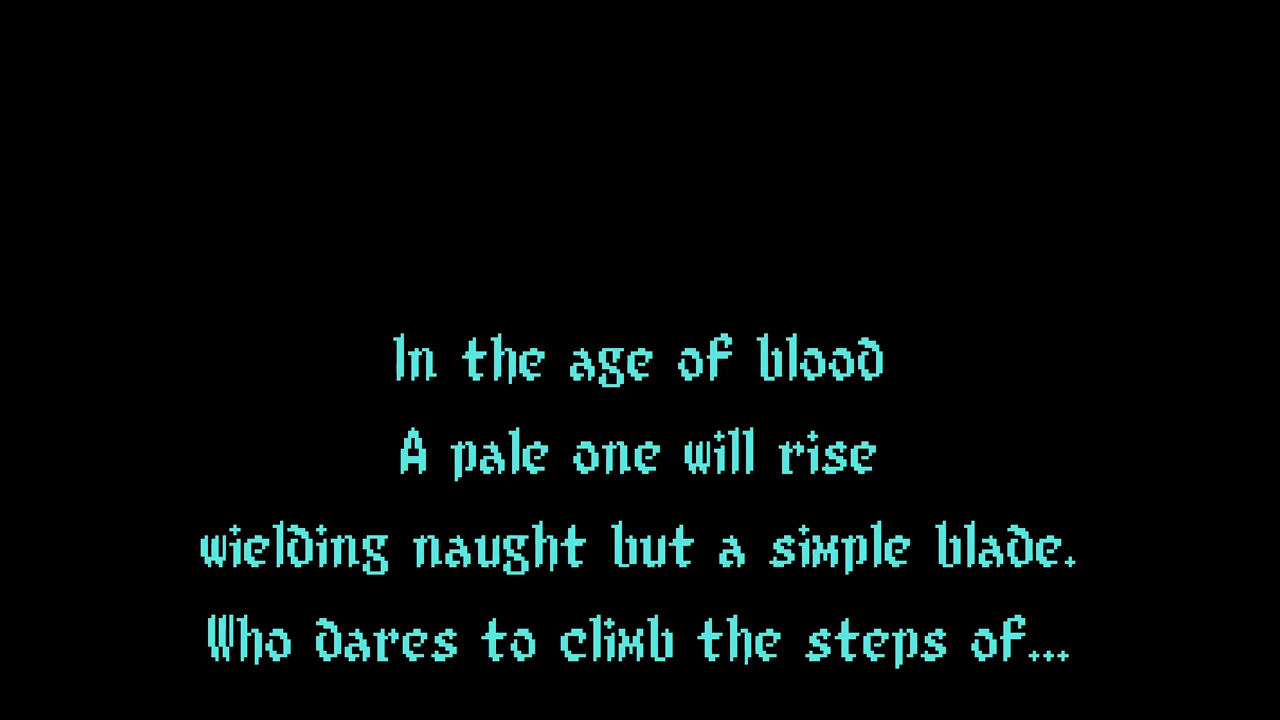 In the age of blood
A pale one will rise
wielding naught but a simple blade.
Who dares to climb the steps of...